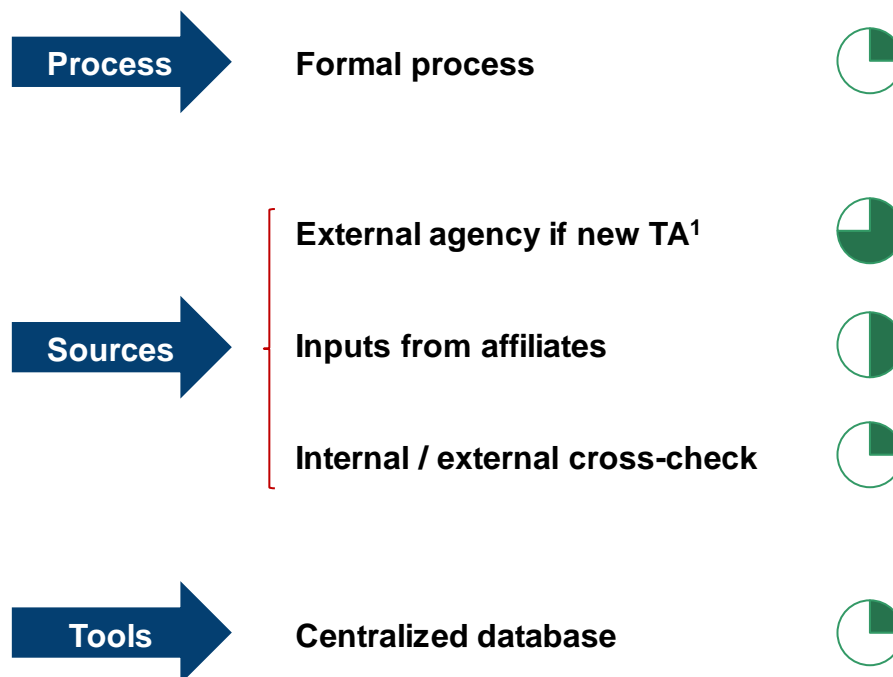 Process
Formal process
External agency if new TA¹
Sources
Inputs from affiliates
Internal / external cross-check
Tools
Centralized database